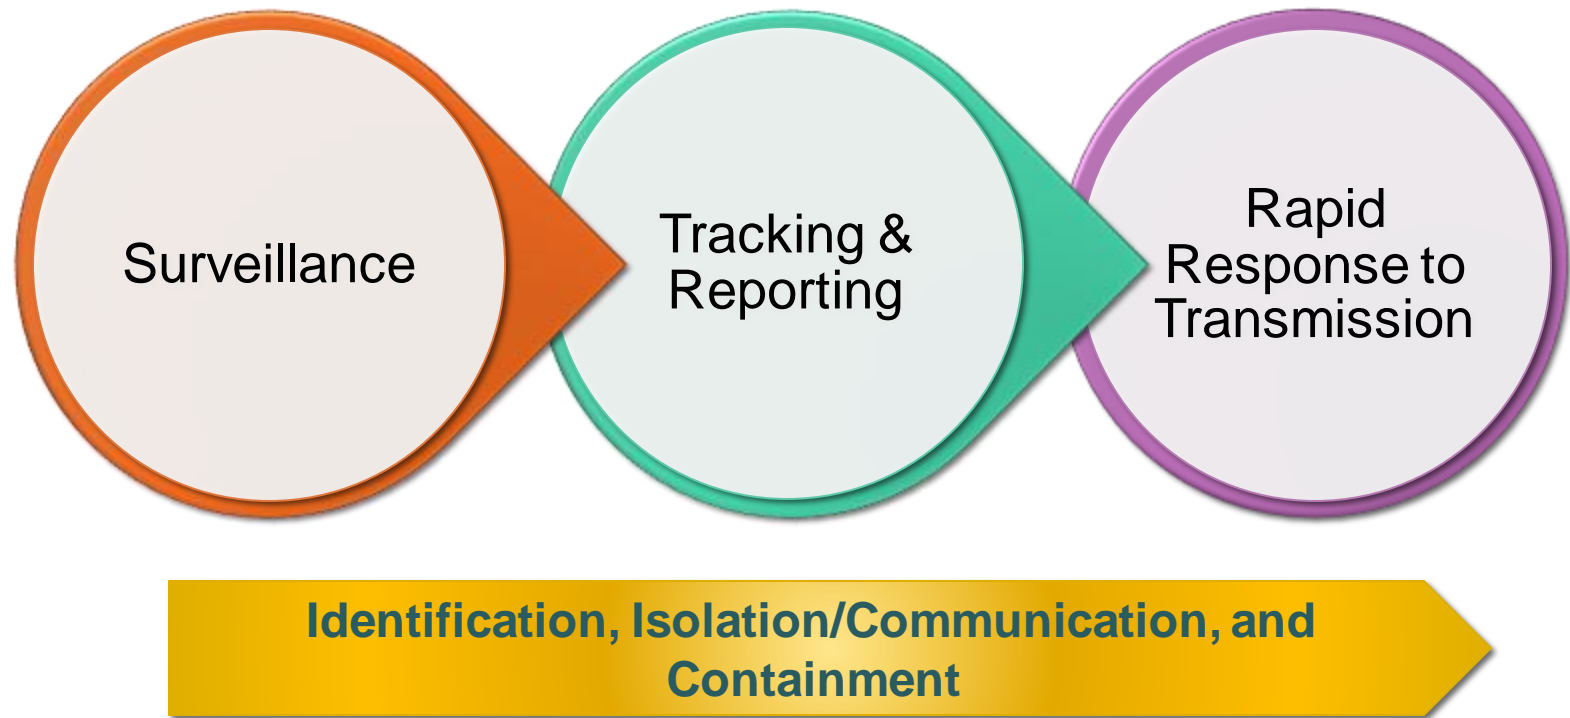 Surveillance
Tracking &
Reporting
Rapid
Response to
Transmission
Identification, Isolation/Communication, and
Containment